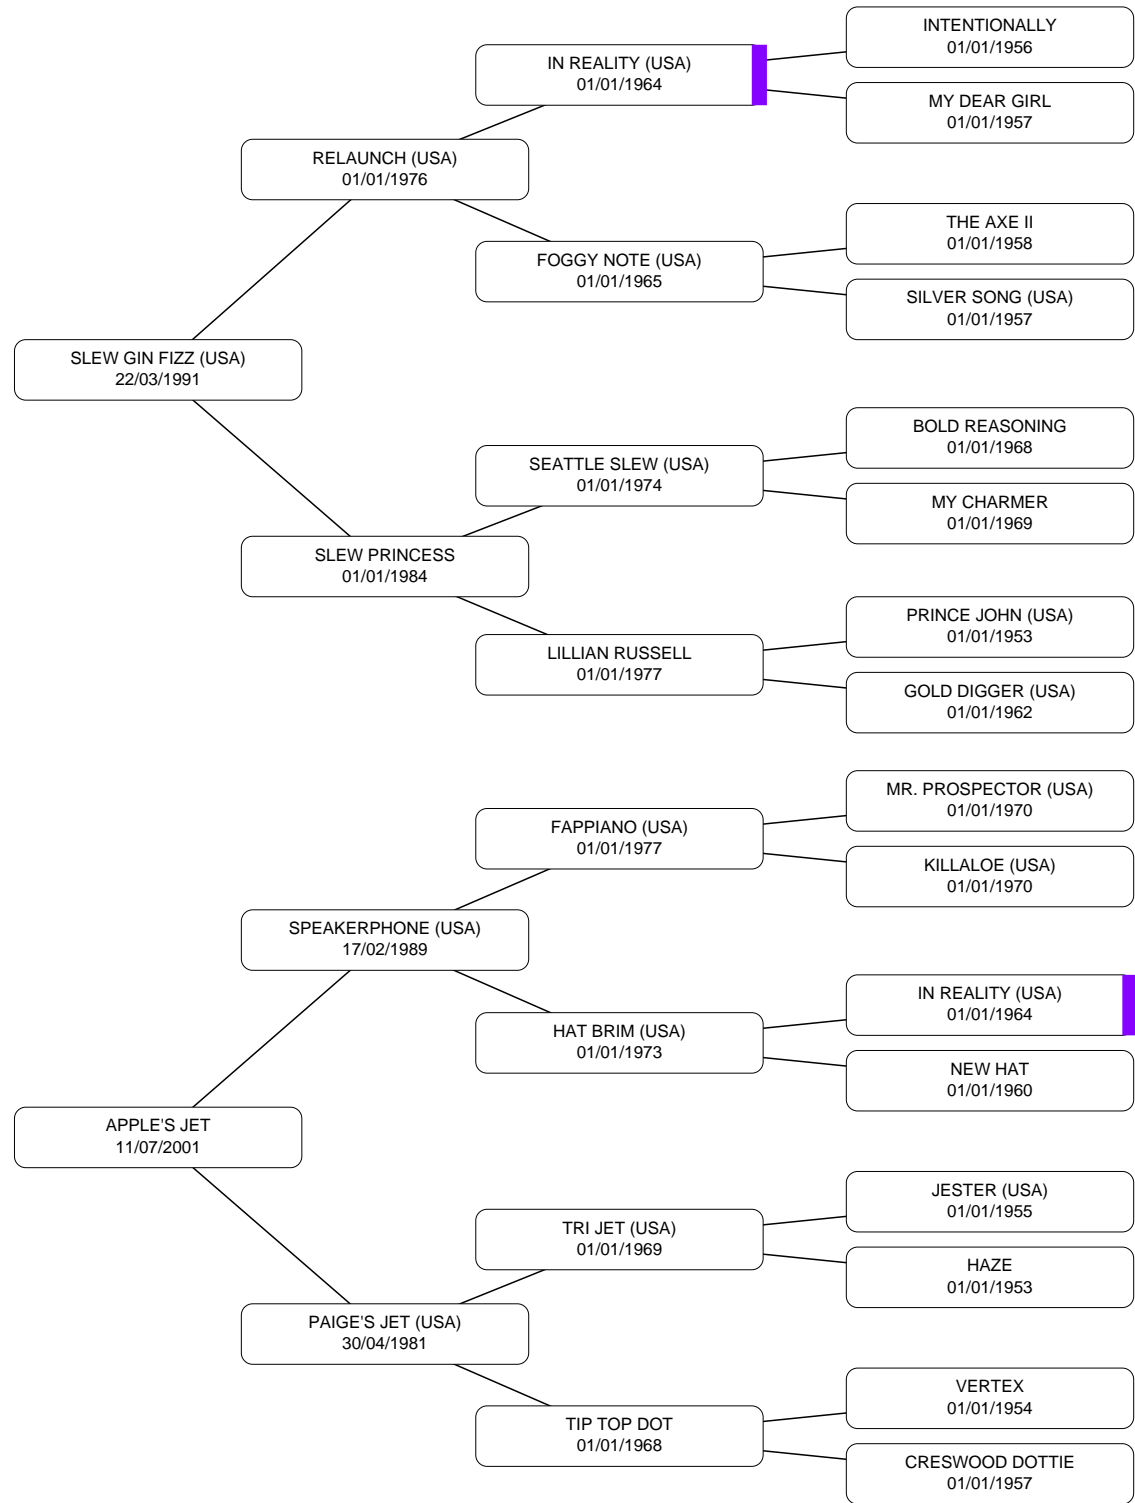 INTENTIONALLY
01/01/1956
IN REALITY (USA)
01/01/1964
MY DEAR GIRL
01/01/1957
RELAUNCH (USA)
01/01/1976
THE AXE II
01/01/1958
FOGGY NOTE (USA)
01/01/1965
SILVER SONG (USA)
01/01/1957
SLEW GIN FIZZ (USA)
22/03/1991
BOLD REASONING
01/01/1968
SEATTLE SLEW (USA)
01/01/1974
MY CHARMER
01/01/1969
SLEW PRINCESS
01/01/1984
PRINCE JOHN (USA)
01/01/1953
LILLIAN RUSSELL
01/01/1977
GOLD DIGGER (USA)
01/01/1962
MR. PROSPECTOR (USA)
01/01/1970
FAPPIANO (USA)
01/01/1977
KILLALOE (USA)
01/01/1970
SPEAKERPHONE (USA)
17/02/1989
IN REALITY (USA)
01/01/1964
HAT BRIM (USA)
01/01/1973
NEW HAT
01/01/1960
APPLE'S JET
11/07/2001
JESTER (USA)
01/01/1955
TRI JET (USA)
01/01/1969
HAZE
01/01/1953
PAIGE'S JET (USA)
30/04/1981
VERTEX
01/01/1954
TIP TOP DOT
01/01/1968
CRESWOOD DOTTIE
01/01/1957